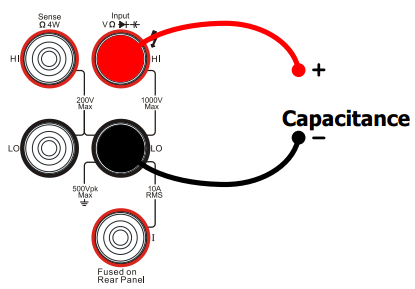 Sense
Ω 4W
Input
V Ω
HI
HI
+
200V
Max
1000V
Max
Capacitance
LO
LO
−
500Vpk
Max
10A
RMS
I
Fused on
Rear Panel